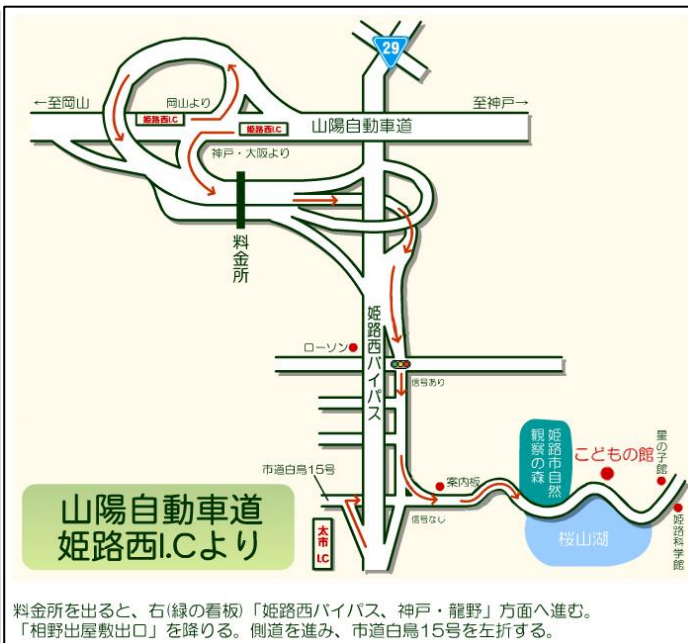 29
←至岡山
岡山より
至神戸→
姫路西I.C
姫路西I.C
山陽自動車道
神戸・大阪より
料金所
姫路西バイパス
ローソン
信号あり
市道白鳥15号
案内板
信号なし
姫路市自然
観察の森
こどもの館
星の子館
姫路科学館
桜山湖
太市
I.C
山陽自動車道
姫路西I.Cより
料金所を出ると、右(緑の看板)「姫路西バイパス、神戸・龍野」方面へ進む。
「相野出屋敷出口」を降りる。側道を進み、市道白鳥15号を左折する。